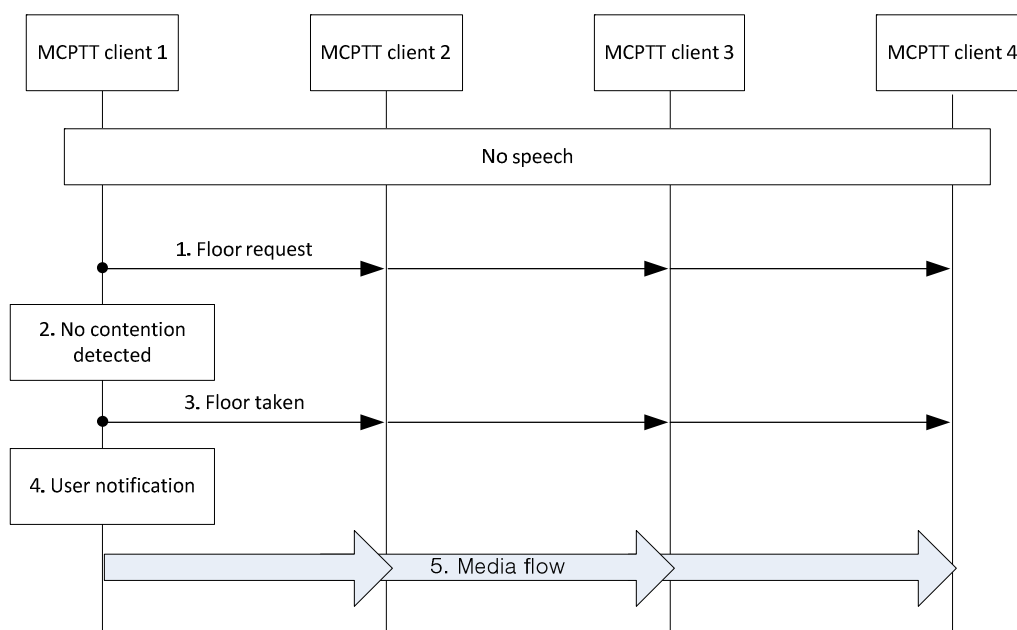 MCPTT client 1
MCPTT client 2
MCPTT client 3
MCPTT client 4
No speech
1. Floor request
2. No contention
detected
3. Floor taken
4. User notification
5. Media flow